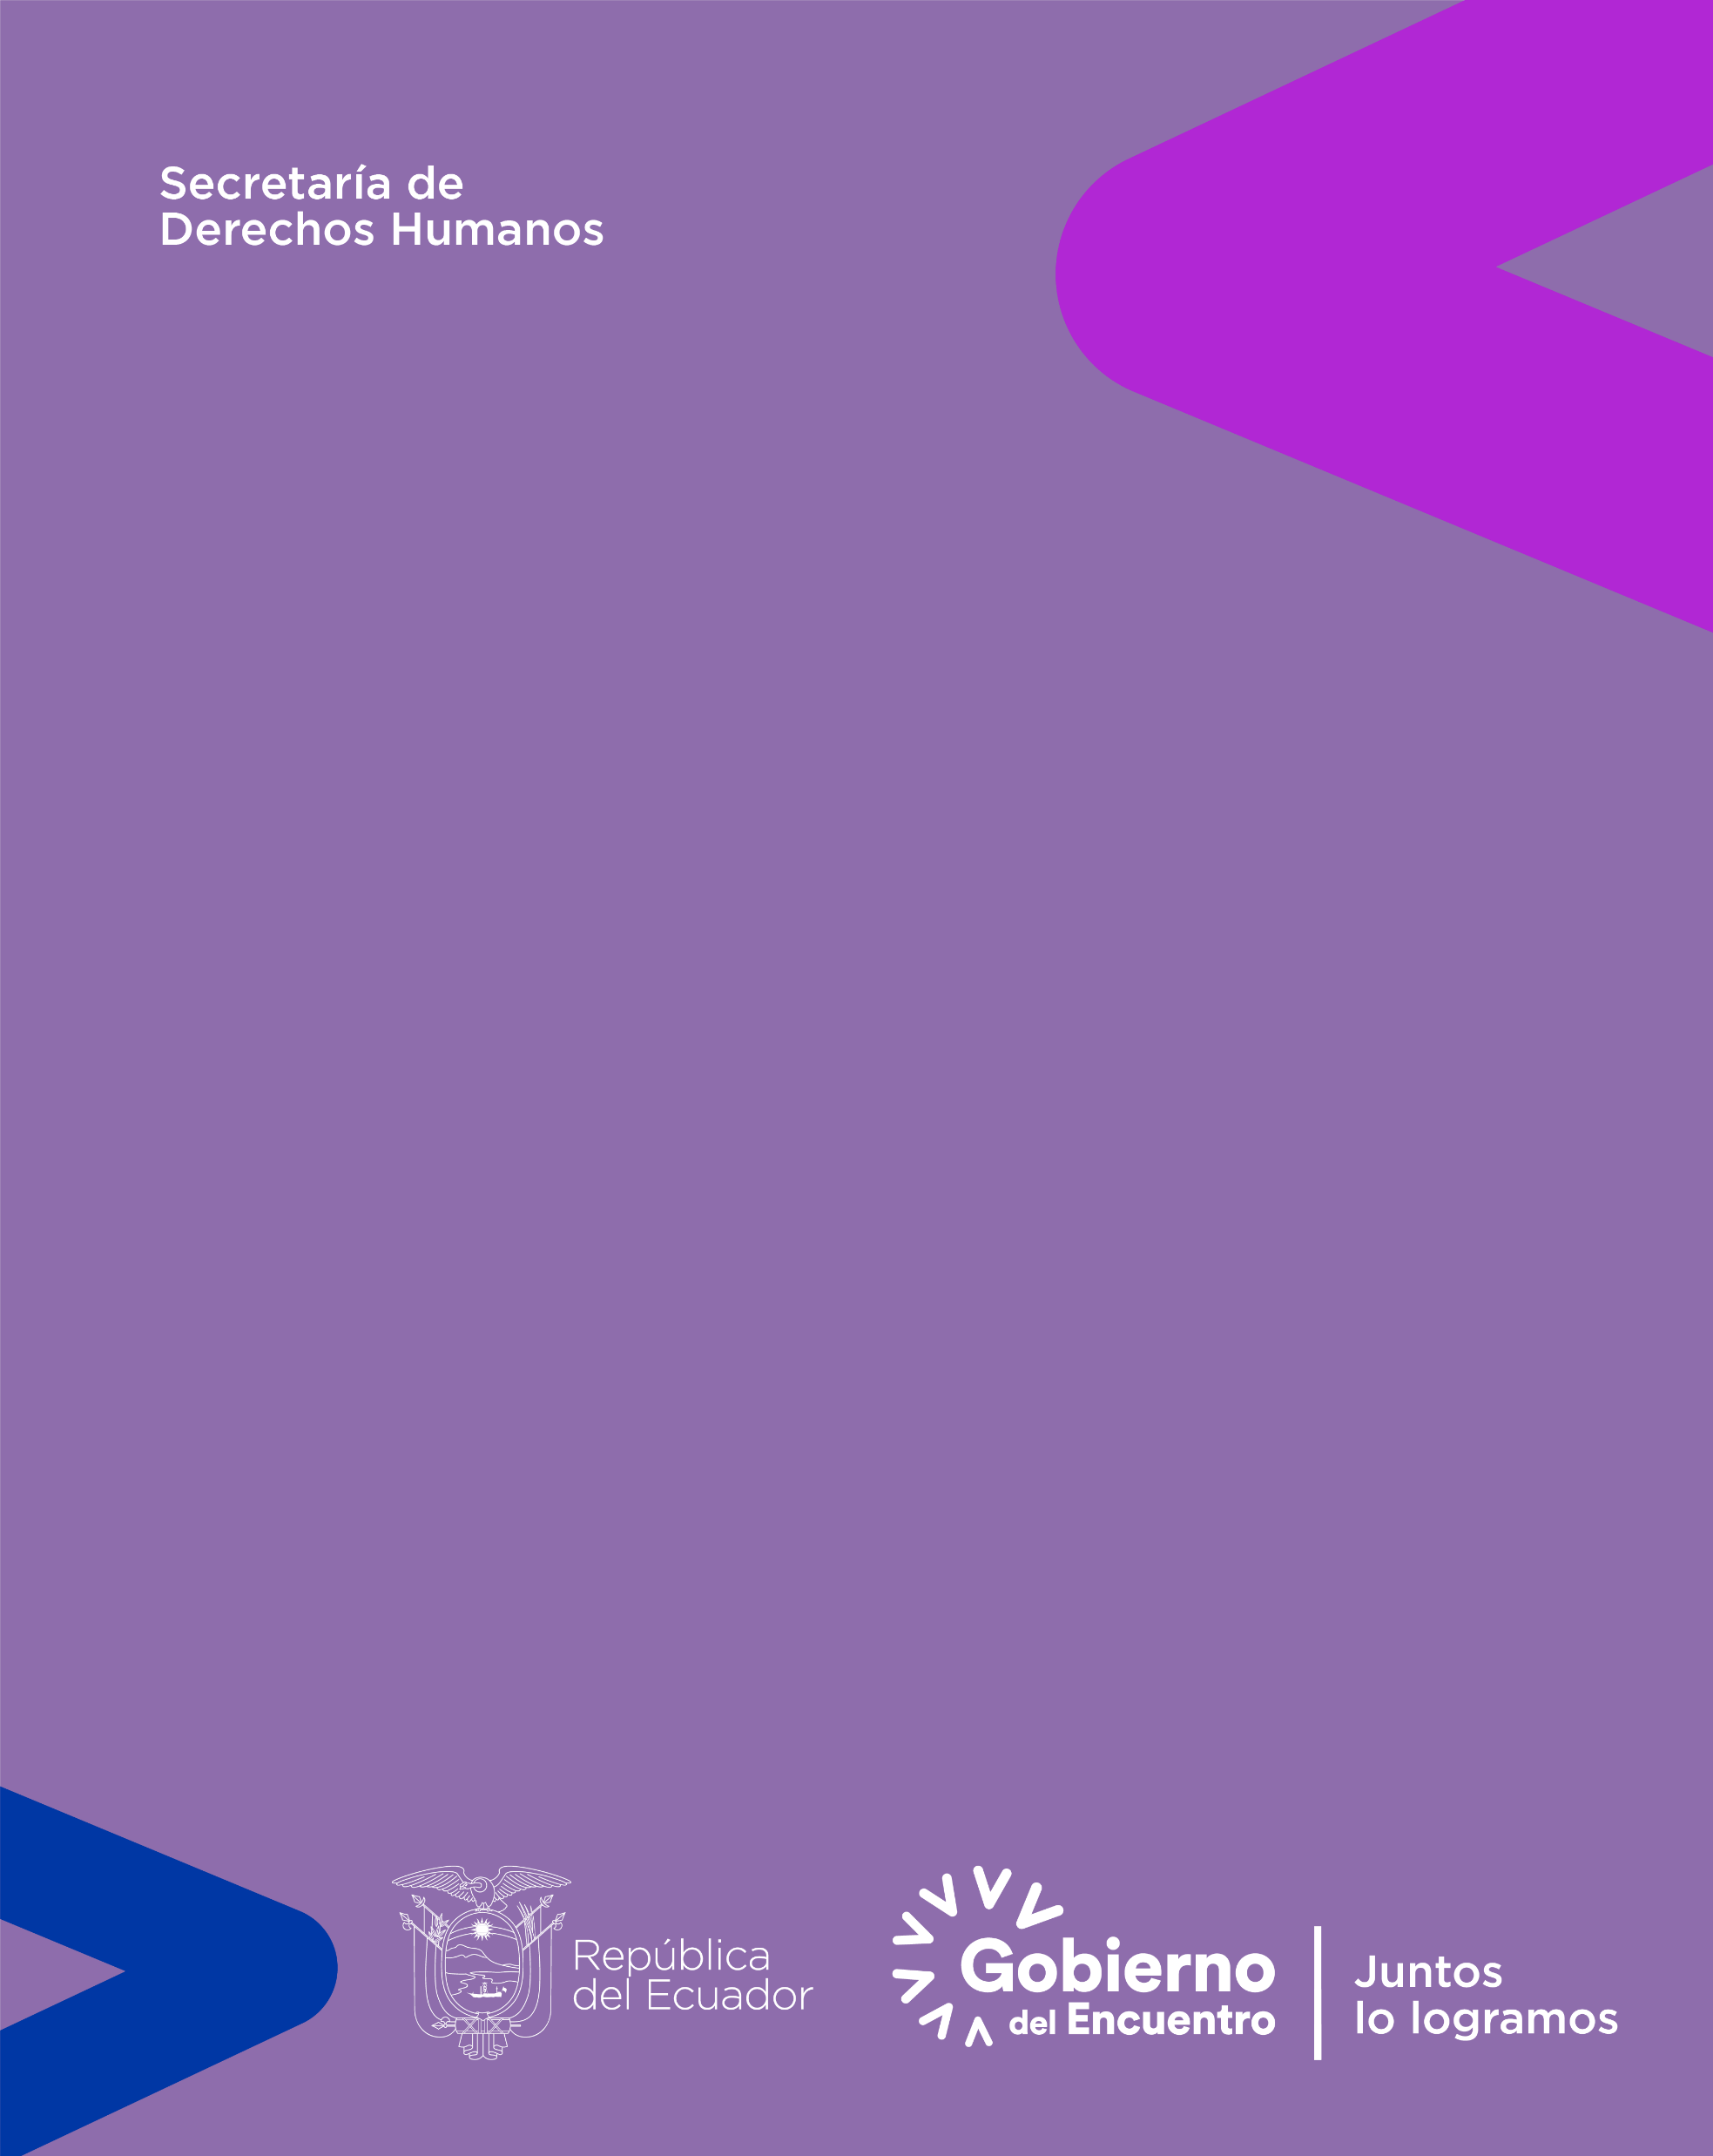 Secretaría de
Derechos Humanos
República
del Ecuador
Gobierno
del Encuentro
Juntos
lo logramos